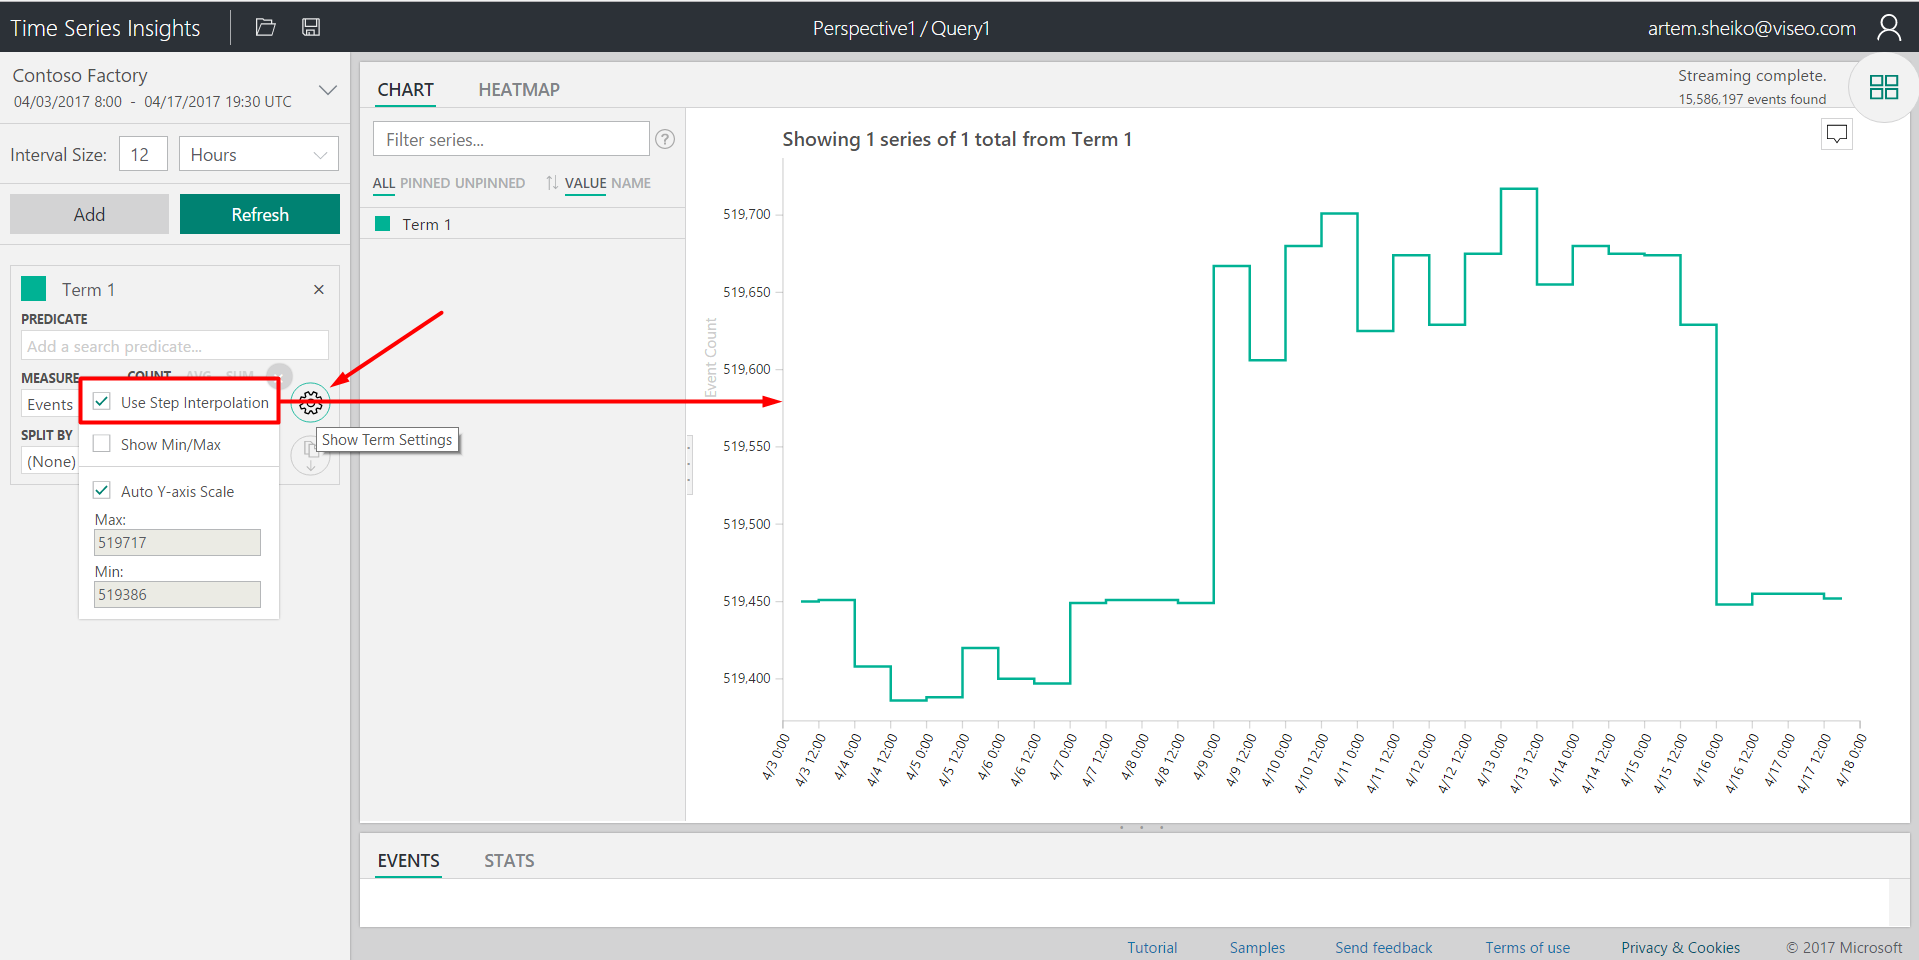 Time Series Insights
Perspective1 / Query1
artem.sheiko@viseo.com
Contoso Factory
04/03/2017 8:00 - 04/17/2017 19:30 UTC
Interval Size: 12 Hours
Add Refresh
Term 1 ×
PREDICATE
Add a search predicate...
MEASURE COUNT AVG SUM
Events
Use Step Interpolation
SPLIT BY
Show Term Settings
Show Min/Max
(None)
Auto Y-axis Scale
Max:
519717
Min:
519386
CHART HEATMAP
Streaming complete.
15,586,197 events found
Filter series... ?
ALL PINNED UNPINNED VALUE NAME
Term 1
Showing 1 series of 1 total from Term 1
Event Count
519,700
519,650
519,600
519,550
519,500
519,450
519,400
4/3 0:00
4/3 12:00
4/4 0:00
4/4 12:00
4/5 0:00
4/5 12:00
4/6 0:00
4/6 12:00
4/7 0:00
4/7 12:00
4/8 0:00
4/8 12:00
4/9 0:00
4/9 12:00
4/10 0:00
4/10 12:00
4/11 0:00
4/11 12:00
4/12 0:00
4/12 12:00
4/13 0:00
4/13 12:00
4/14 0:00
4/14 12:00
4/15 0:00
4/15 12:00
4/16 0:00
4/16 12:00
4/17 0:00
4/17 12:00
4/18 0:00
EVENTS STATS
Tutorial Samples Send feedback Terms of use Privacy & Cookies © 2017 Microsoft